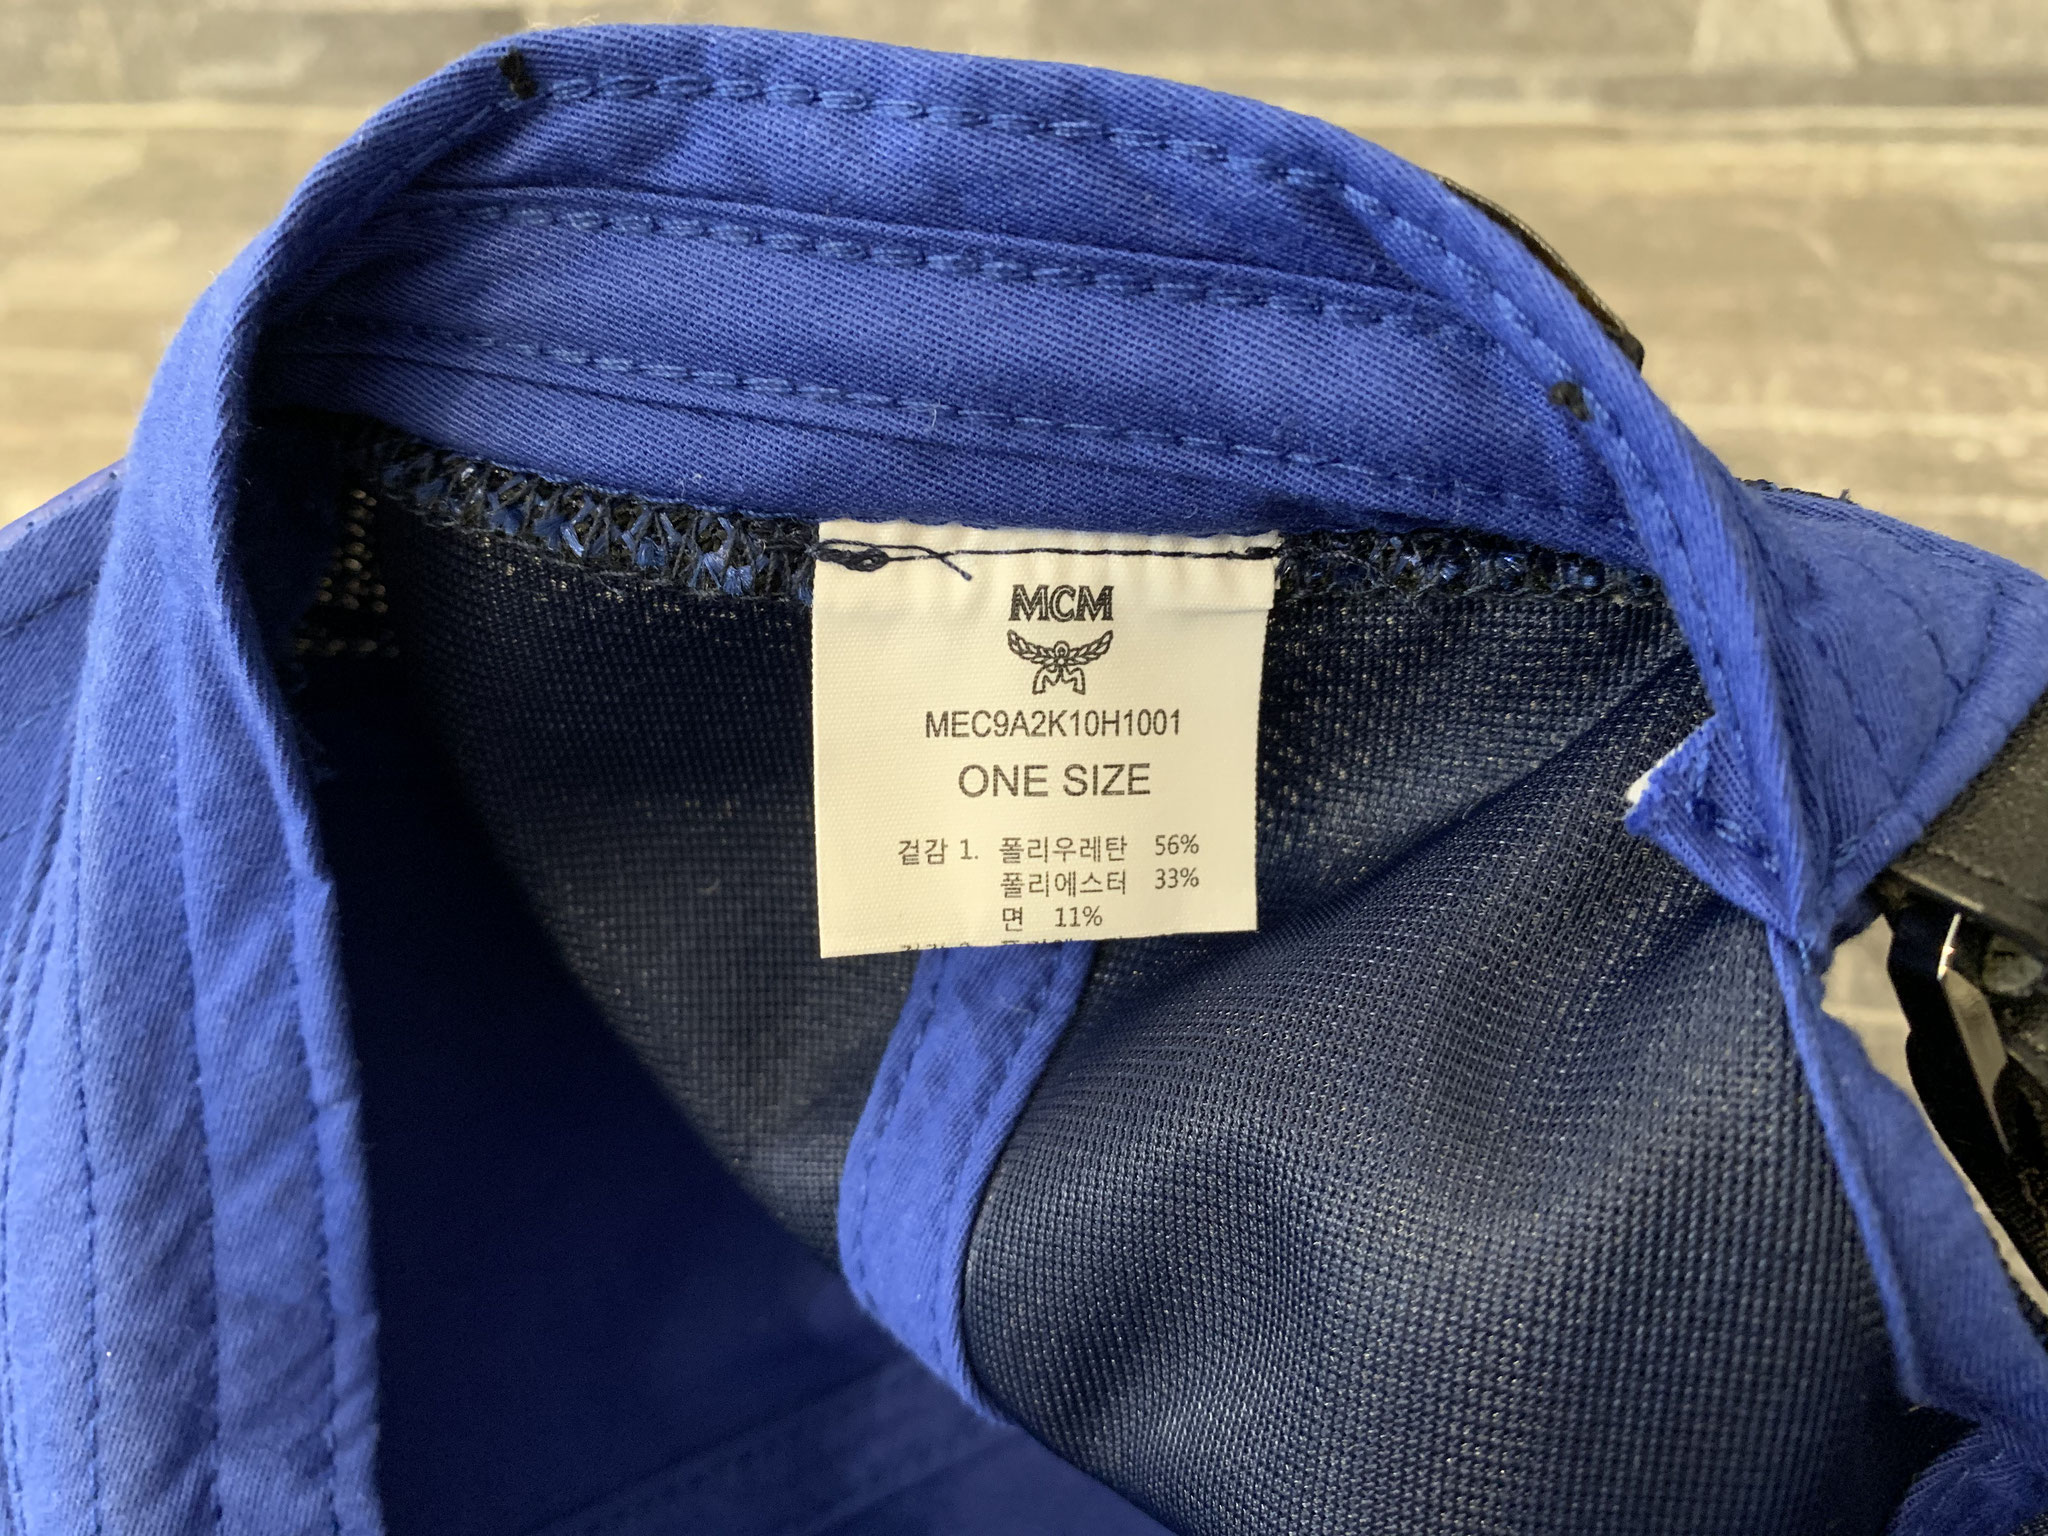 MCM
MEC9A2K10H1001
ONE SIZE
겉감 1. 폴리우레탄 56%
폴리에스터 33%
면 11%